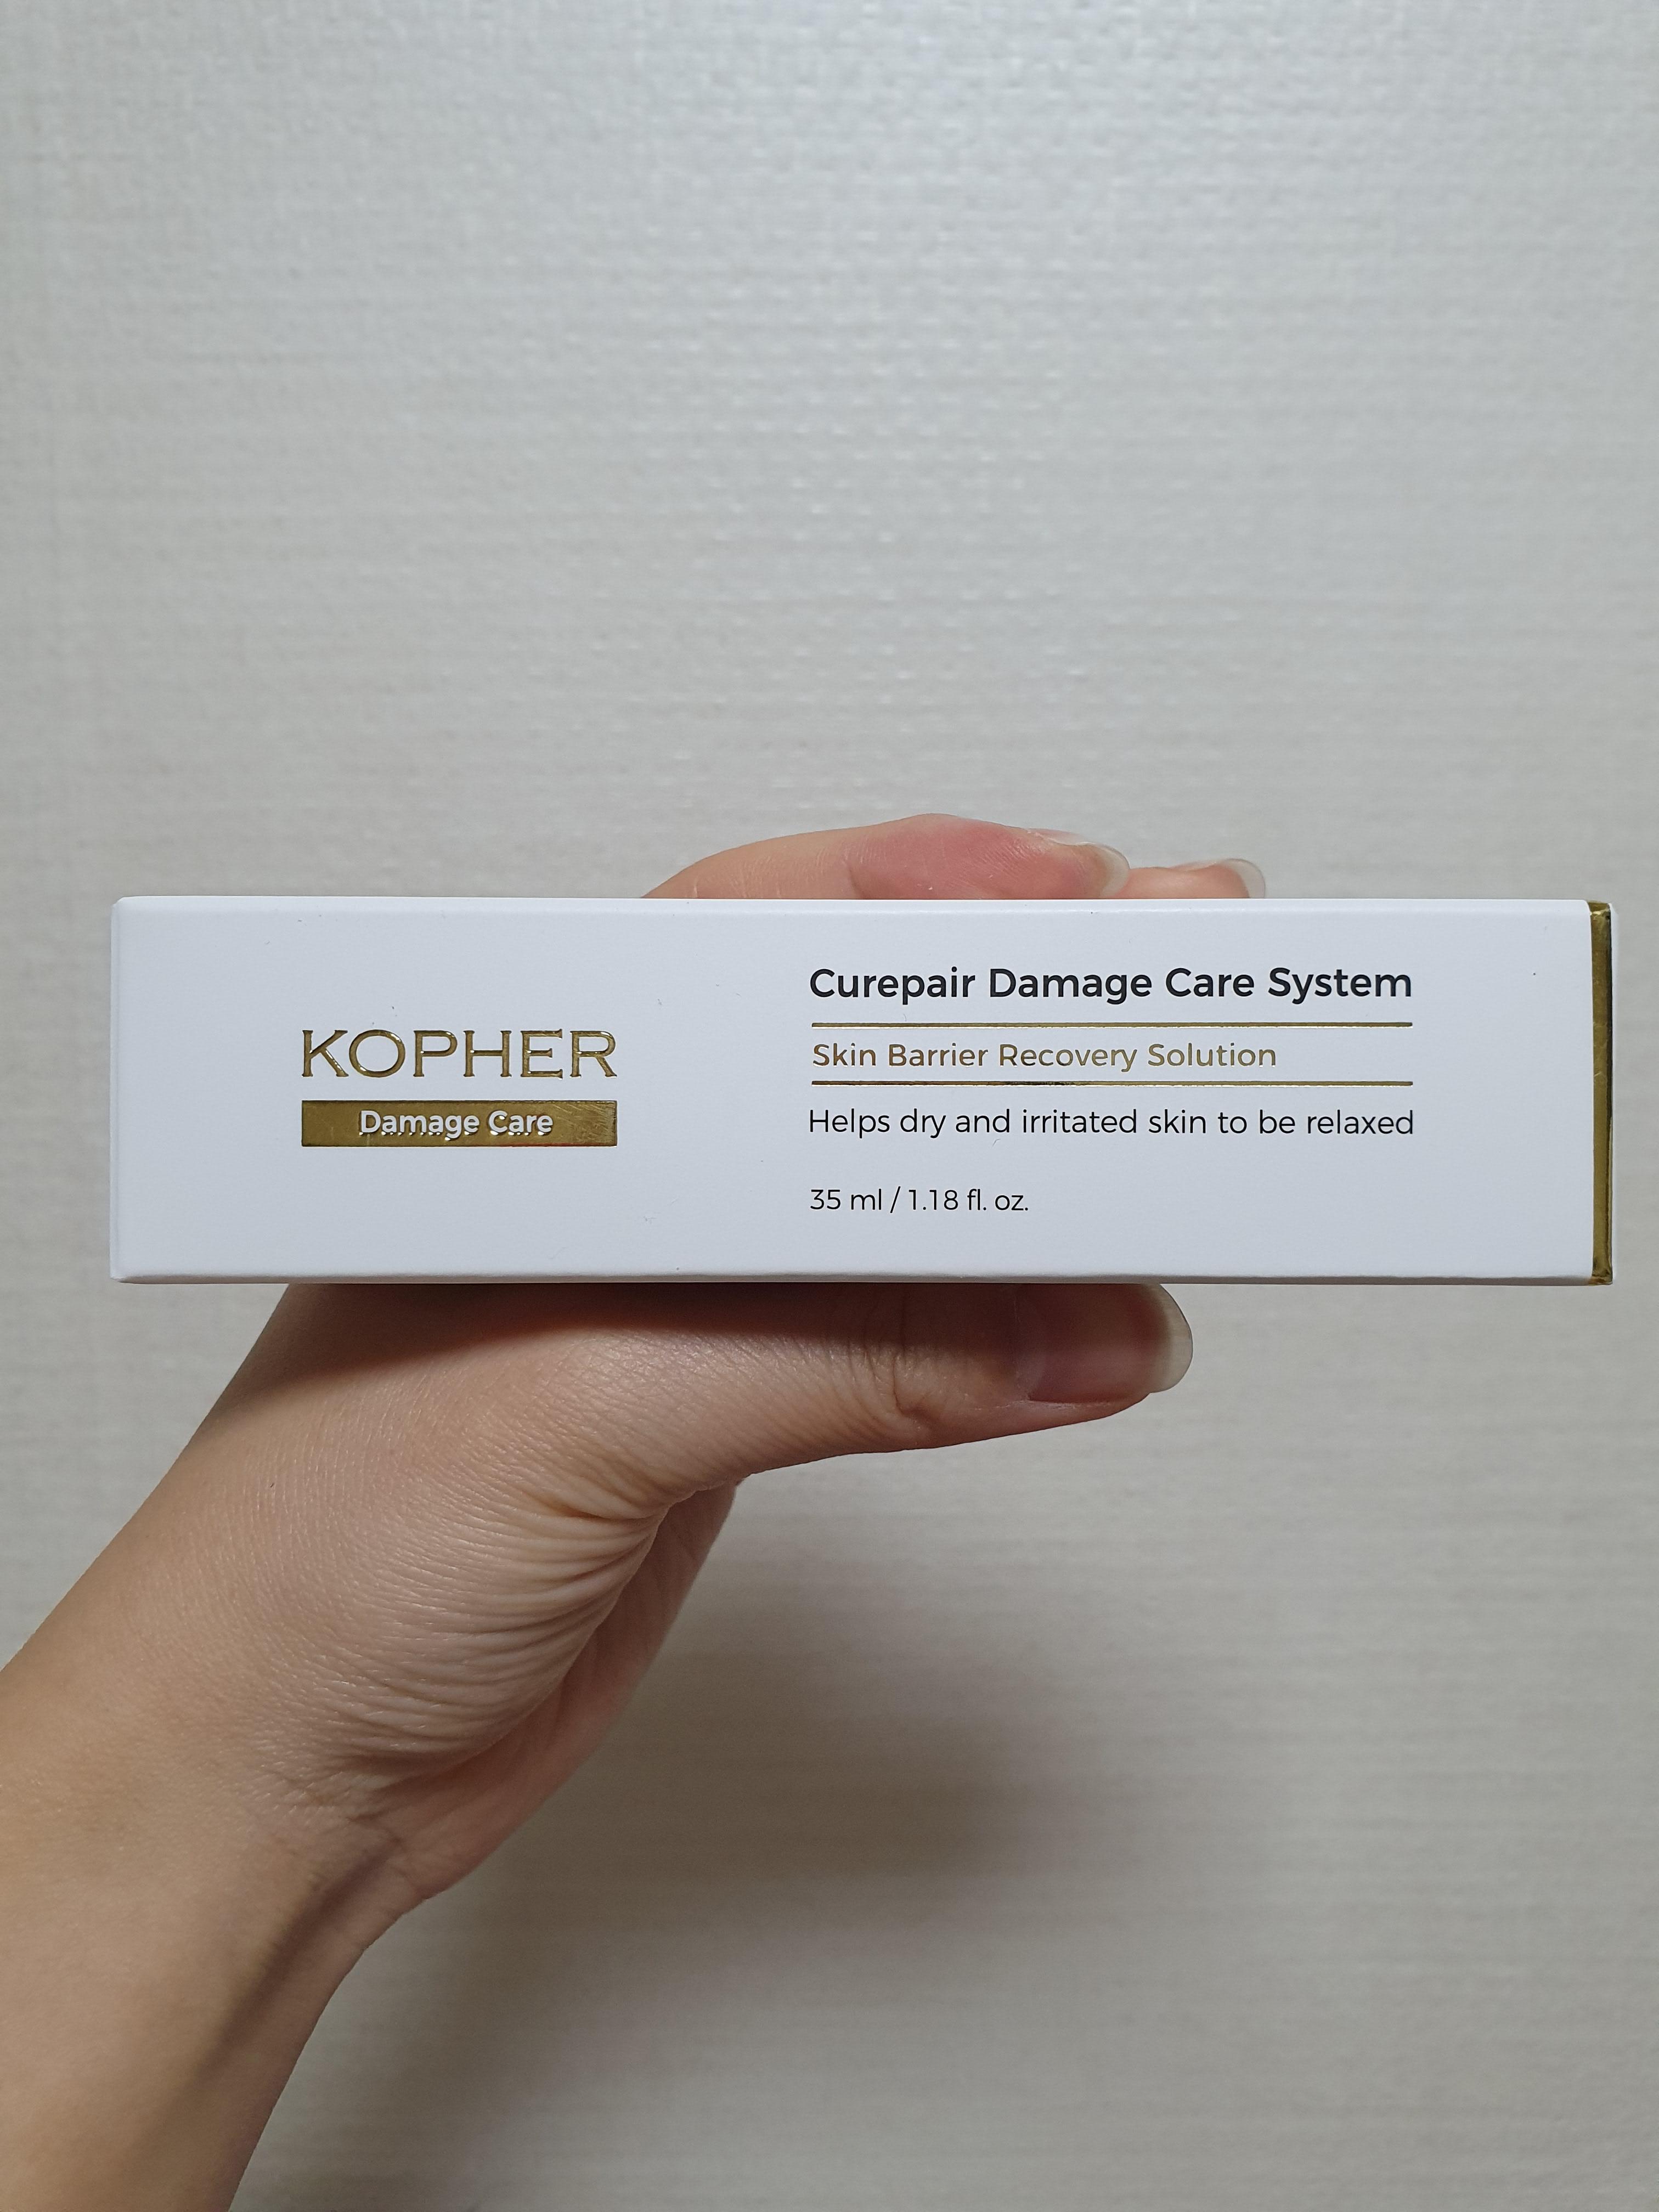 KOPHER
Damage Care
Curepair Damage Care System
Skin Barrier Recovery Solution
Helps dry and irritated skin to be relaxed
35 ml / 1.18 fl. oz.